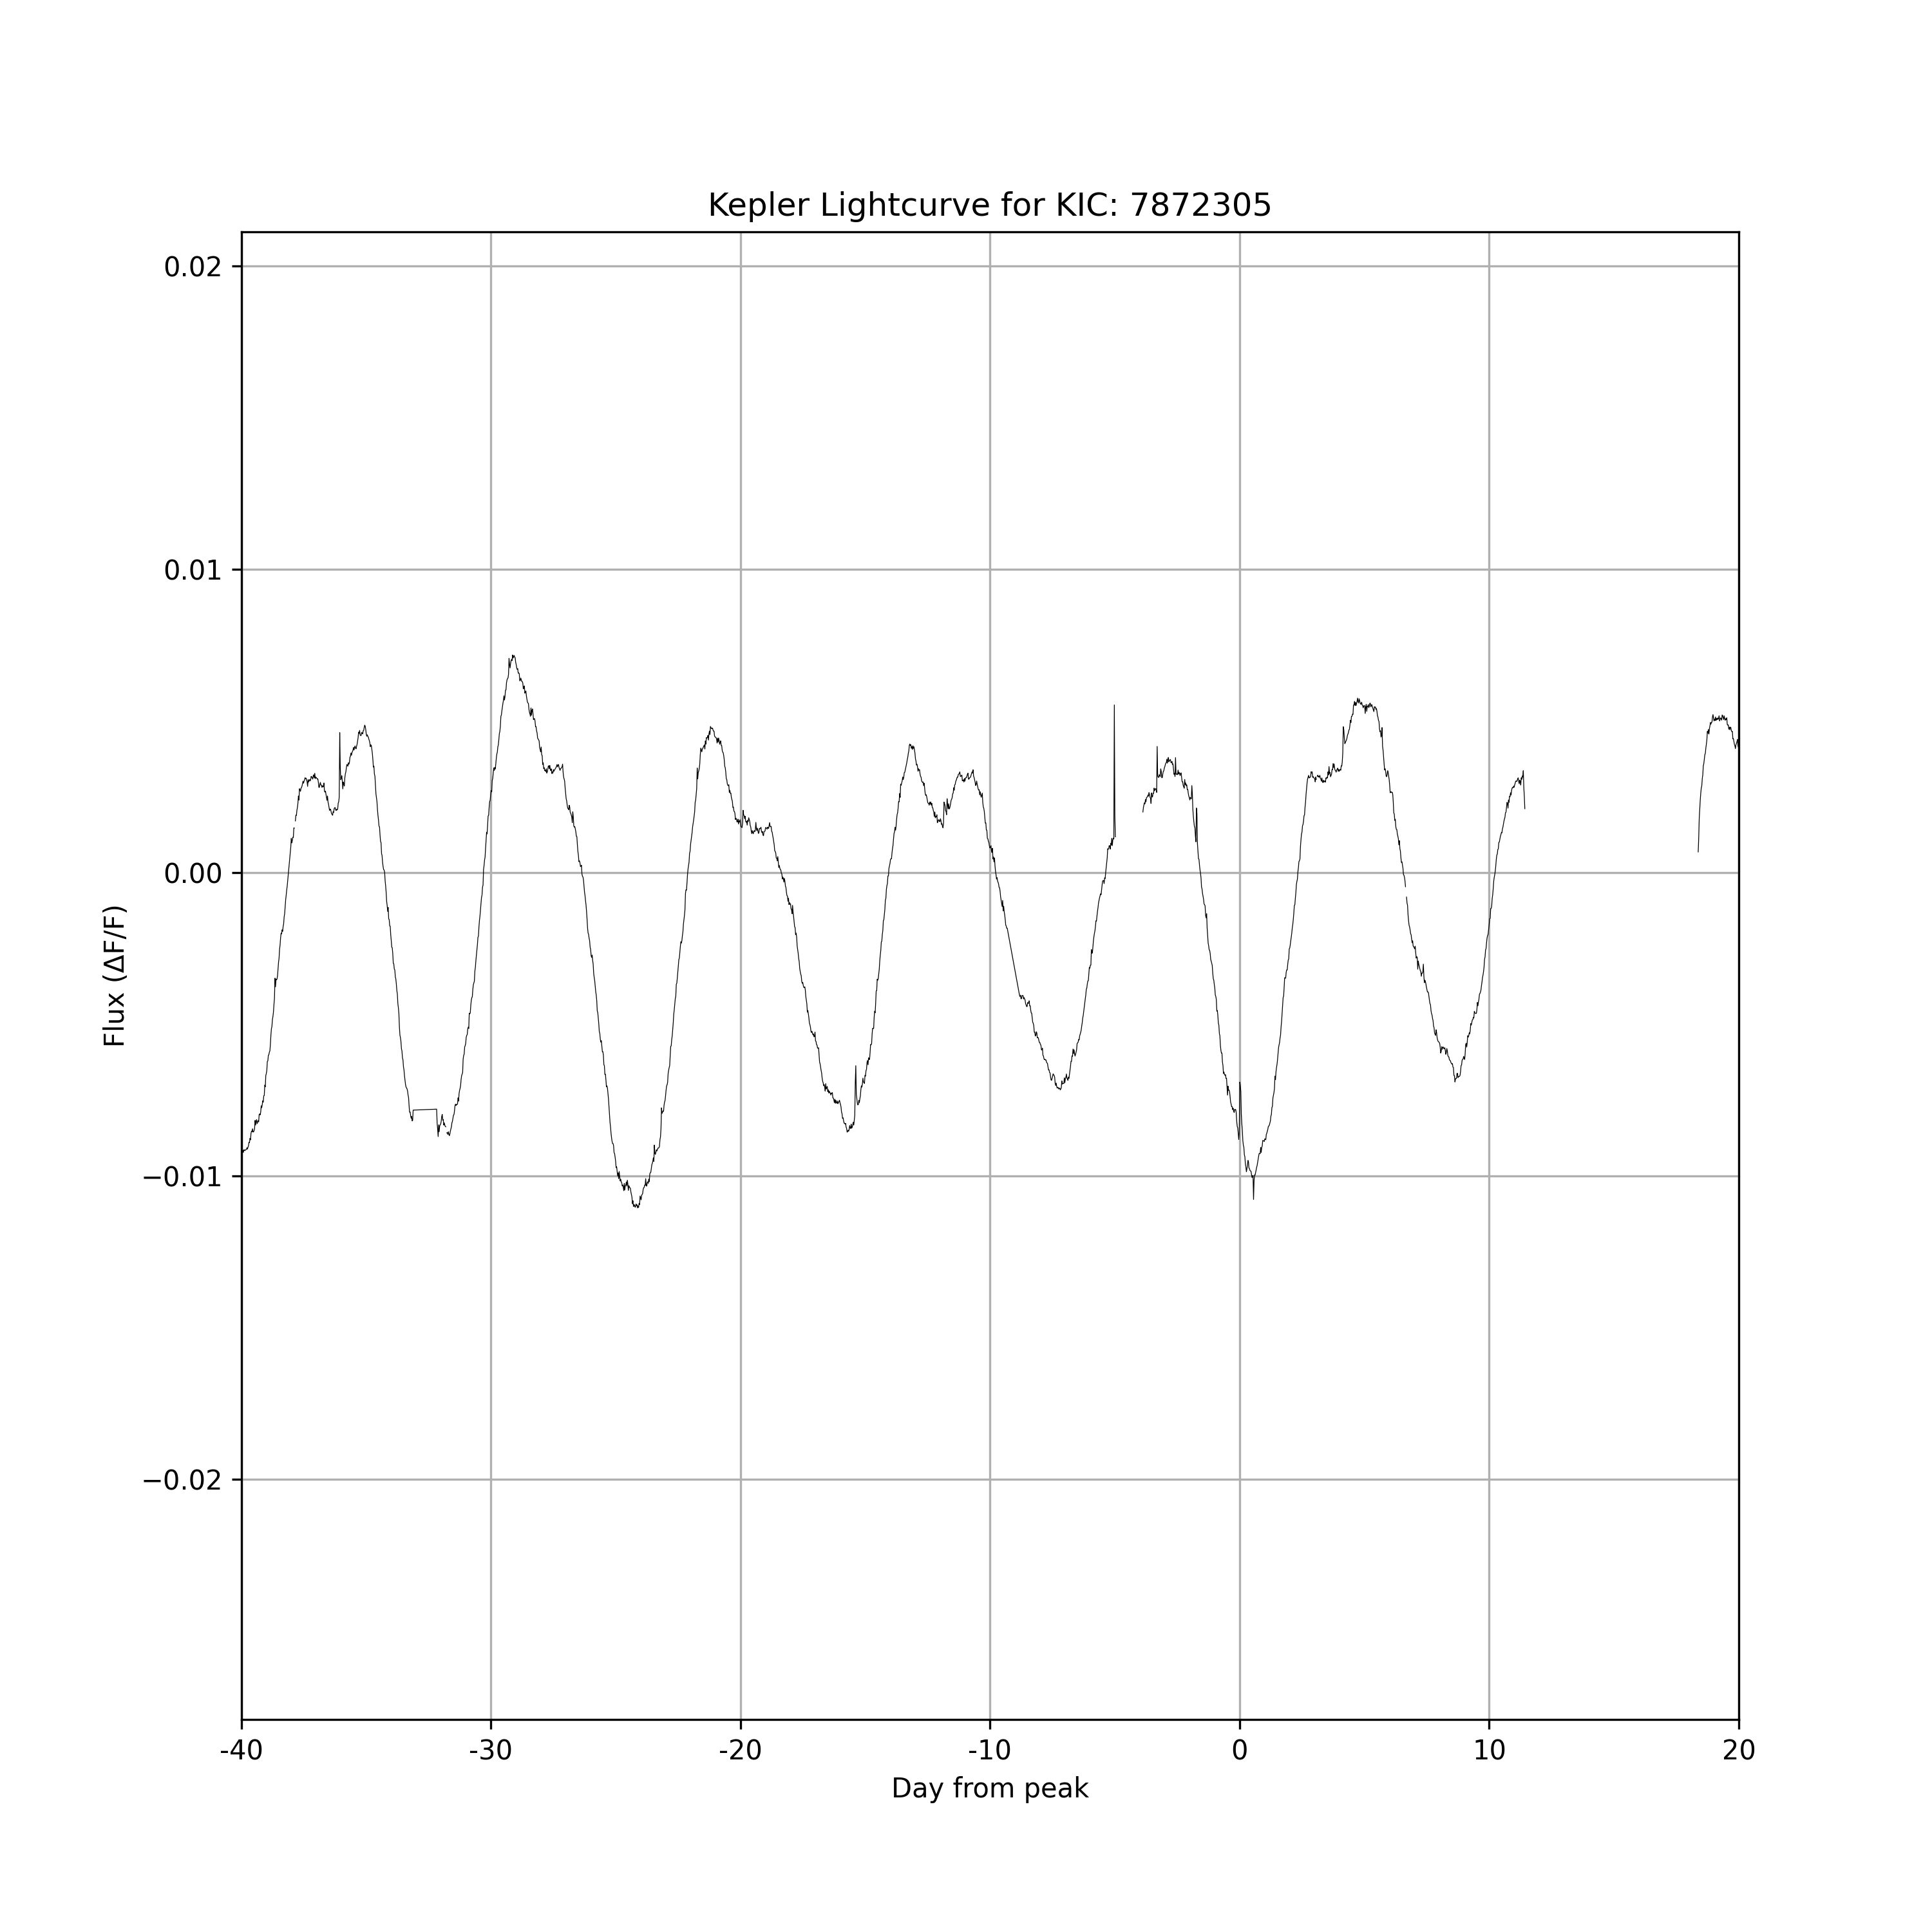 Kepler Lightcurve for KIC: 7872305
0.02
0.01
0.00
−0.01
−0.02
Flux (ΔF/F)
-40 -30 -20 -10 0 10 20
Day from peak